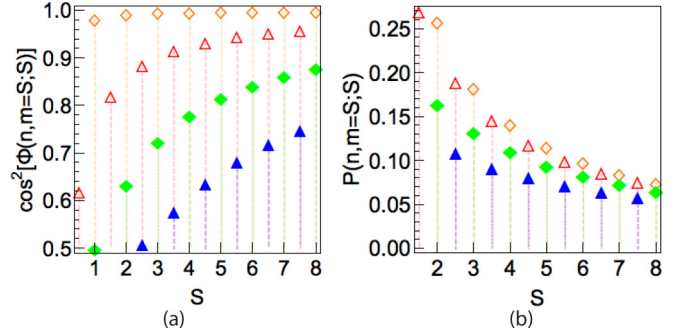 cos²[Φ(n,m=S;S)]
1.0
0.9
0.8
0.7
0.6
0.5
1 2 3 4 5 6 7 8
S
(a)
P(n,m=S;S)
0.25
0.20
0.15
0.10
0.05
0.00
2 3 4 5 6 7 8
S
(b)